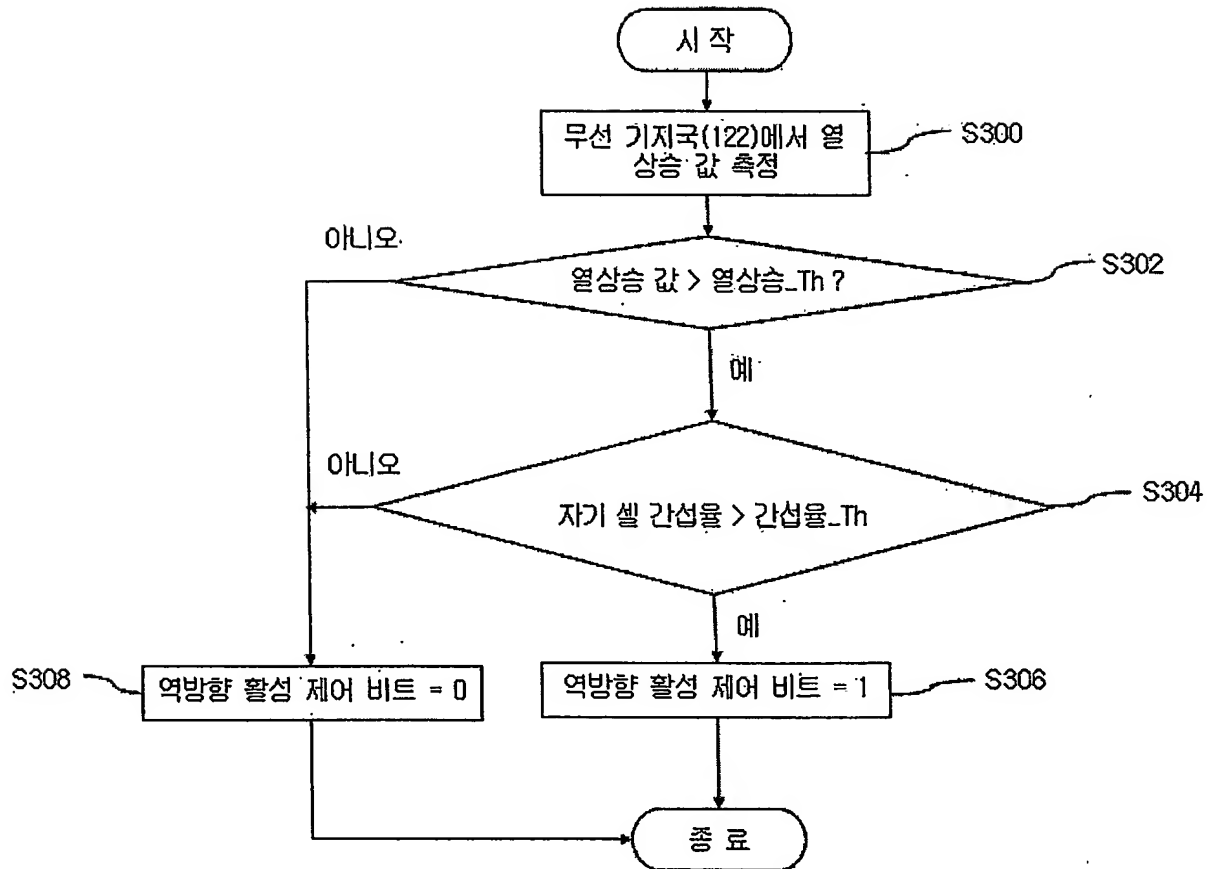 시 작
무선 기지국(122)에서 열
상승 값 측정
S300
아니오
열상승 값 > 열상승_Th ?
S302
예
아니오
자기 셀 간섭율 > 간섭율_Th
S304
예
S308
역방향 활성 제어 비트 = 0
역방향 활성 제어 비트 = 1
S306
종 료